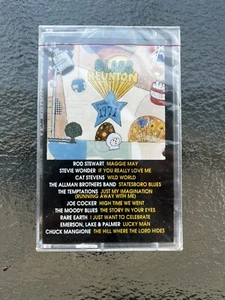 CLASS
REUNION
1971
ROD STEWART MAGGIE MAY
STEVIE WONDER IF YOU REALLY LOVE ME
CAT STEVENS WILD WORLD
THE ALLMAN BROTHERS BAND STATESBORO BLUES
THE TEMPTATIONS JUST MY IMAGINATION
(RUNNING AWAY WITH ME)
JOE COCKER HIGH TIME WE WENT
THE MOODY BLUES THE STORY IN YOUR EYES
RARE EARTH I JUST WANT TO CELEBRATE
EMERSON, LAKE & PALMER LUCKY MAN
CHUCK MANGIONE THE HILL WHERE THE LORD HIDES